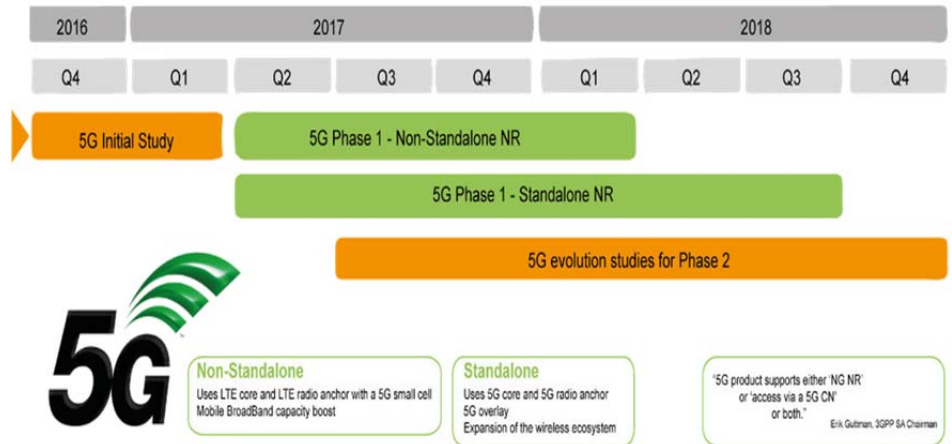 2016 2017 2018
Q4 Q1 Q2 Q3 Q4 Q1 Q2 Q3 Q4
5G Initial Study
5G Phase 1 - Non-Standalone NR
5G Phase 1 - Standalone NR
5G evolution studies for Phase 2
5G
Non-Standalone
Uses LTE core and LTE radio anchor with a 5G small cell
Mobile BroadBand capacity boost
Standalone
Uses 5G core and 5G radio anchor
5G overlay
Expansion of the wireless ecosystem
"5G product supports either 'NG NR'
or 'access via a 5G CN'
or both."
Erik Guttman, 3GPP SA Chairman